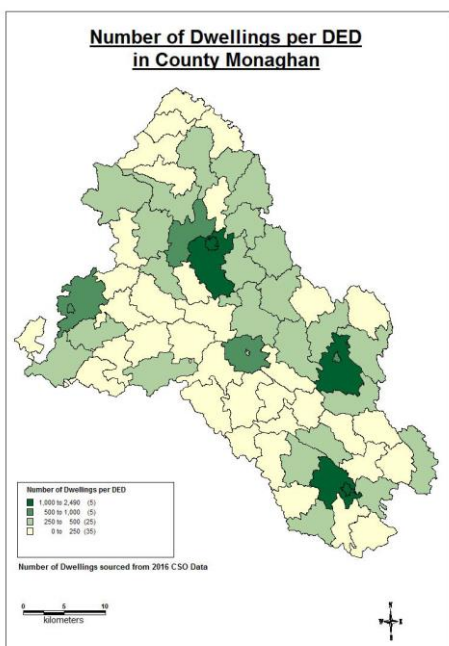 Number of Dwellings per DED
in County Monaghan
Number of Dwellings per DED
1,000 to 2,490 (5)
500 to 1,000 (5)
250 to 500 (25)
0 to 250 (35)
Number of Dwellings sourced from 2016 CSO Data
0 5 10
kilometers
N
W E
S